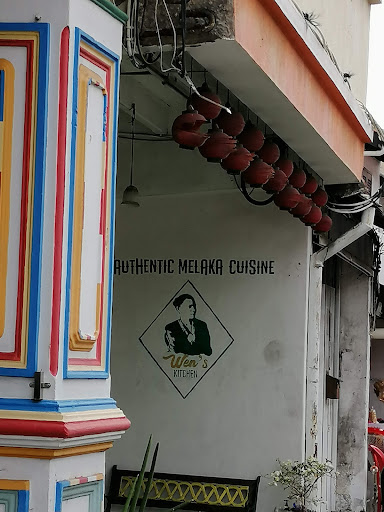 AUTHENTIC MELAKA CUISINE
Wen's
KITCHEN